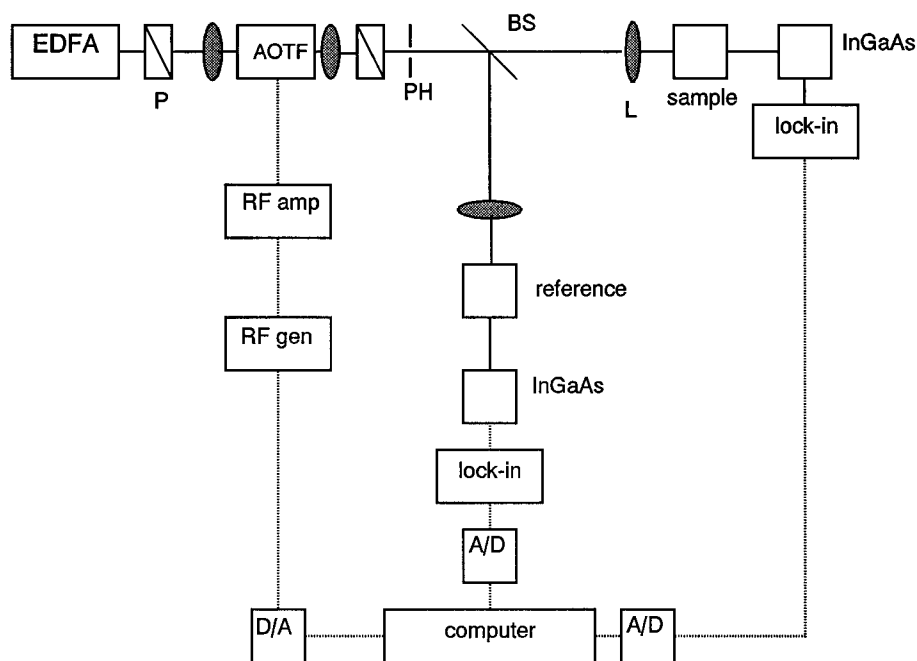 EDFA
P
AOTF
PH
BS
L
sample
InGaAs
lock-in
RF amp
RF gen
reference
InGaAs
lock-in
A/D
D/A
computer
A/D